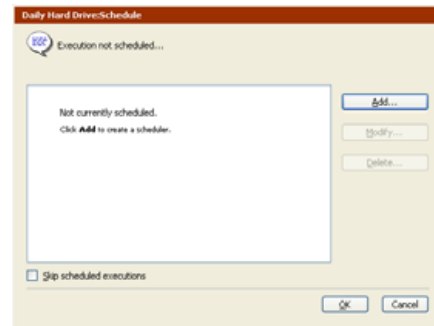 Daily Hard Drive:Schedule
Execution not scheduled...
Not currently scheduled.
Click Add to create a scheduler.
Add...
Modify...
Delete...
Skip scheduled executions
OK
Cancel